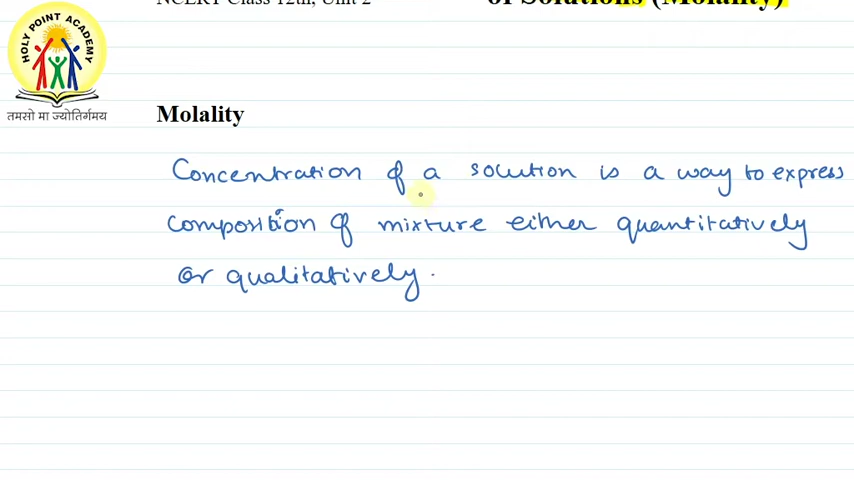 NCERT Class 12th, Unit 2
of Solutions (Molality)
HOLY POINT ACADEMY
तमसो मा ज्योतिर्गमय
Molality
Concentration of a solution is a way to express
composition of mixture either quantitatively
or qualitatively.